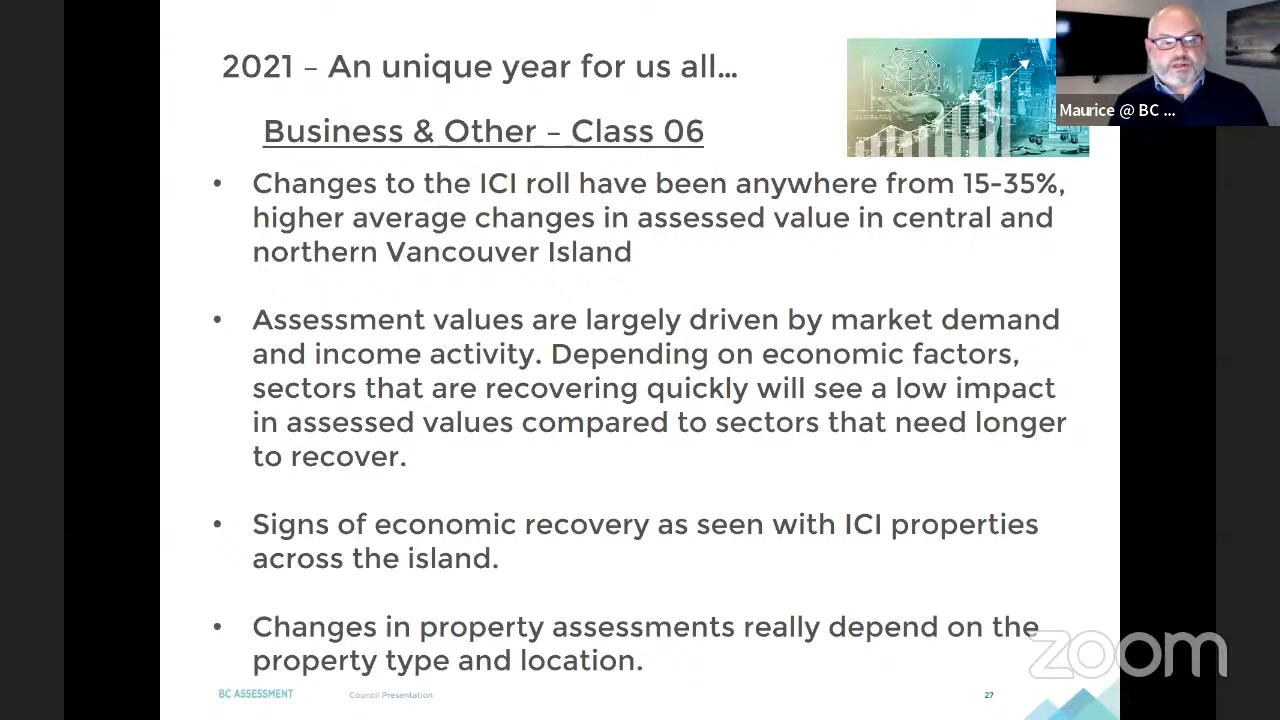 2021 – An unique year for us all…
Maurice @ BC ...
Business & Other – Class 06
• Changes to the ICI roll have been anywhere from 15-35%,
higher average changes in assessed value in central and
northern Vancouver Island
• Assessment values are largely driven by market demand
and income activity. Depending on economic factors,
sectors that are recovering quickly will see a low impact
in assessed values compared to sectors that need longer
to recover.
• Signs of economic recovery as seen with ICI properties
across the island.
• Changes in property assessments really depend on the
property type and location.
zoom
BC ASSESSMENT
Council Presentation
27